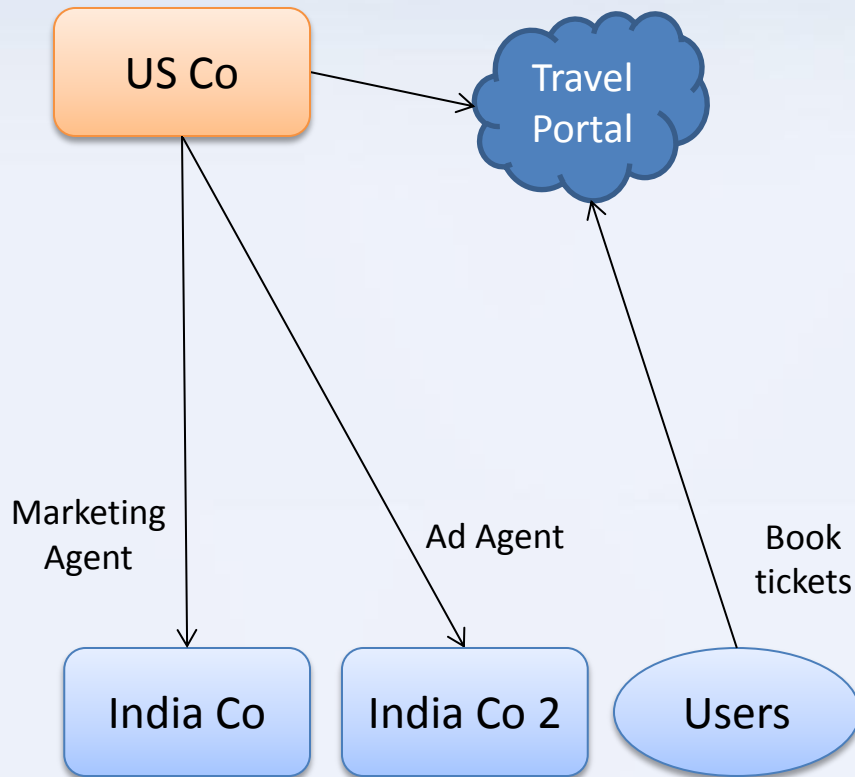 US Co
Travel
Portal
Marketing
Agent
Ad Agent
Book
tickets
India Co
India Co 2
Users